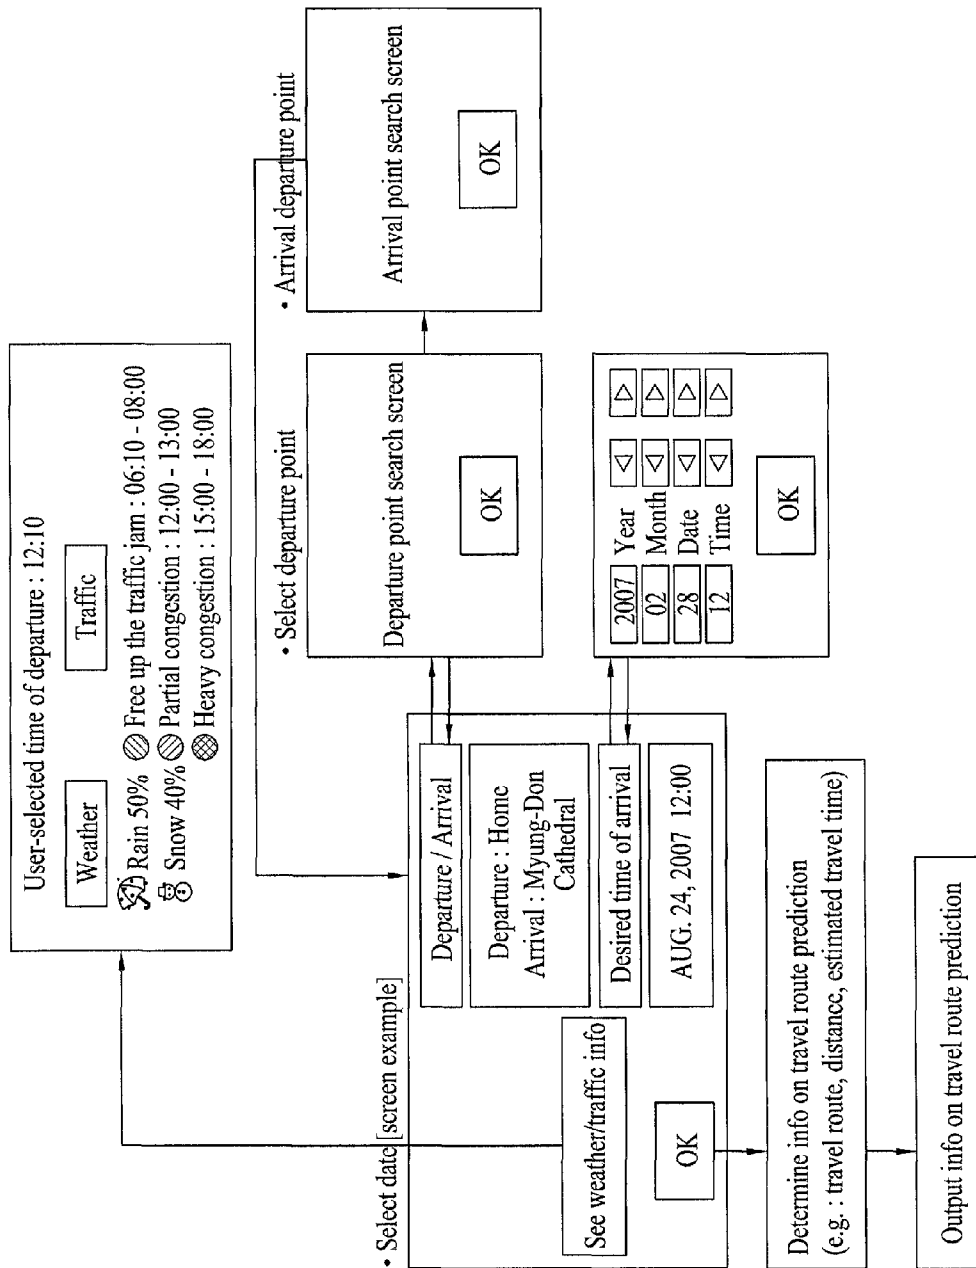 User-selected time of departure : 12:10
Weather
Traffic
Rain 50%
Snow 40%
Free up the traffic jam : 06:10 - 08:00
Partial congestion : 12:00 - 13:00
Heavy congestion : 15:00 - 18:00
• Select date [screen example]
See weather/traffic info
Departure / Arrival
Departure : Home
Arrival : Myung-Don
Cathedral
Desired time of arrival
AUG. 24, 2007 12:00
OK
• Select departure point
Departure point search screen
OK
• Arrival departure point
Arrival point search screen
OK
2007 Year
02 Month
28 Date
12 Time
OK
Determine info on travel route prediction
(e.g. : travel route, distance, estimated travel time)
Output info on travel route prediction